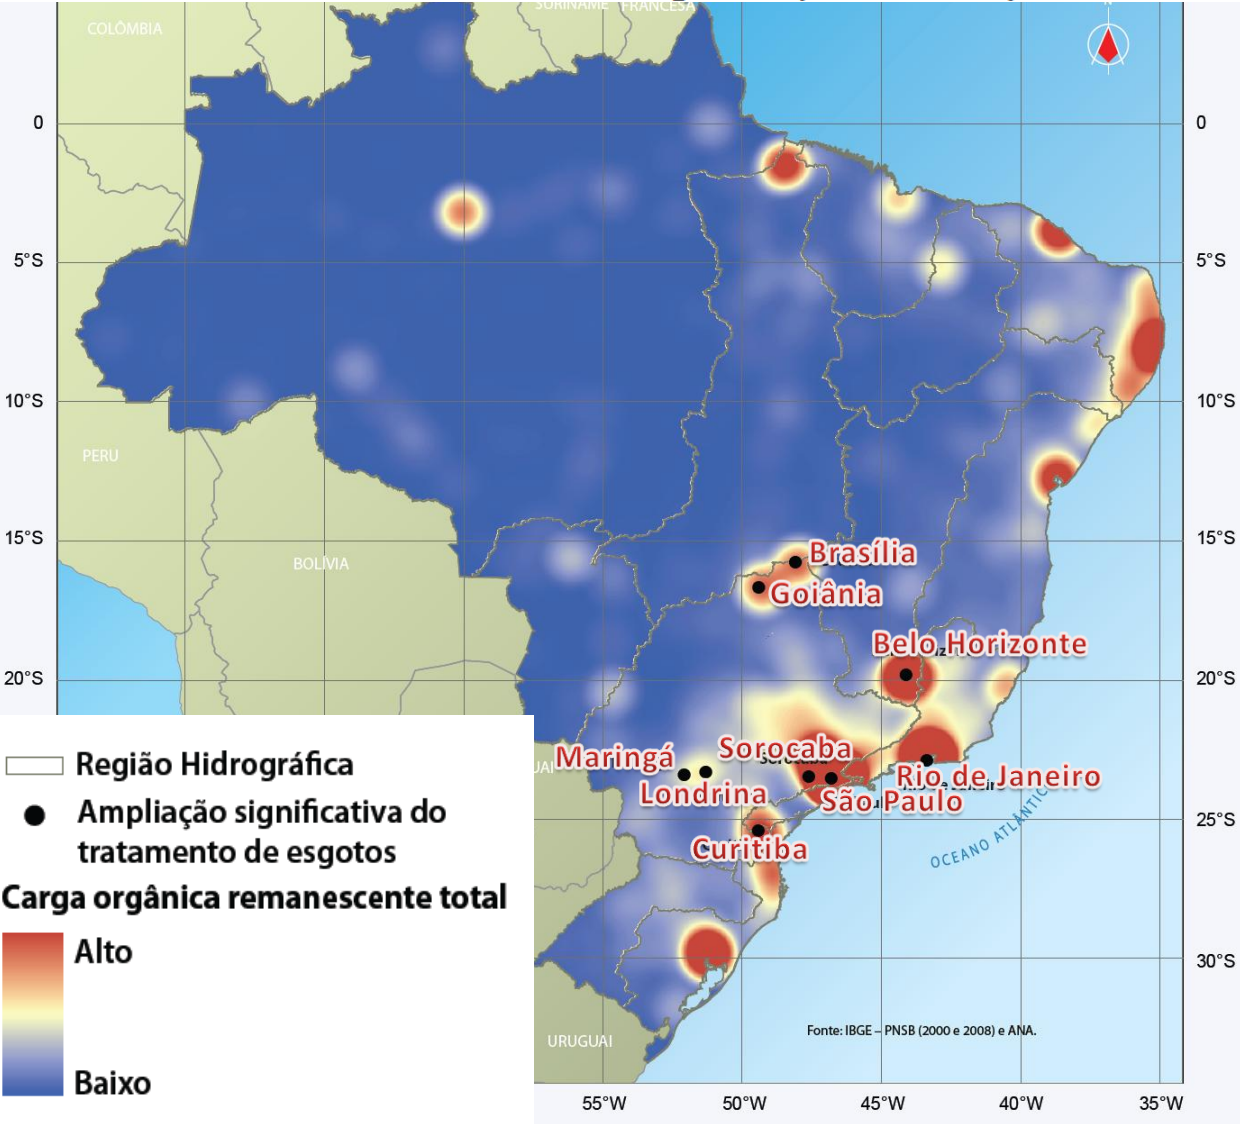 SURINAME
FRANCESA
COLÔMBIA
N
0
0
5°S
5°S
10°S
10°S
PERU
15°S
15°S
BOLÍVIA
Brasília
Goiânia
Belo Horizonte
20°S
20°S
Maringá
Sorocaba
Londrina
Rio de Janeiro
São Paulo
25°S
Curitiba
OCEANO ATLÂNTICO
30°S
URUGUAI
Fonte: IBGE – PNSB (2000 e 2008) e ANA.
55°W
50°W
45°W
40°W
35°W
Região Hidrográfica
Ampliação significativa do
tratamento de esgotos
Carga orgânica remanescente total
Alto
Baixo